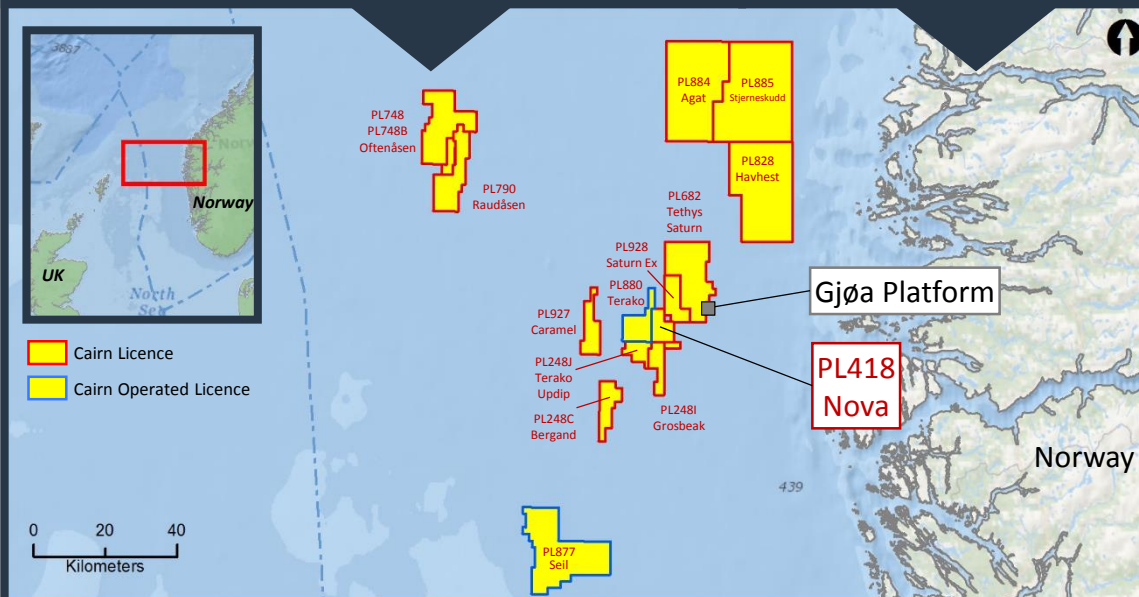 3887
Norway
UK
North
Sea
Cairn Licence
Cairn Operated Licence
0 20 40
Kilometers
PL748
PL748B
Oftenåsen
PL790
Raudåsen
PL884
Agat
PL885
Stjerneskudd
PL828
Havhest
PL682
Tethys
Saturn
PL928
Saturn Ex
PL880
Terako
PL927
Caramel
PL248J
Terako
Updip
PL248C
Bergand
PL248I
Grosbeak
Gjøa Platform
PL418
Nova
Norway
439
PL877
Seil